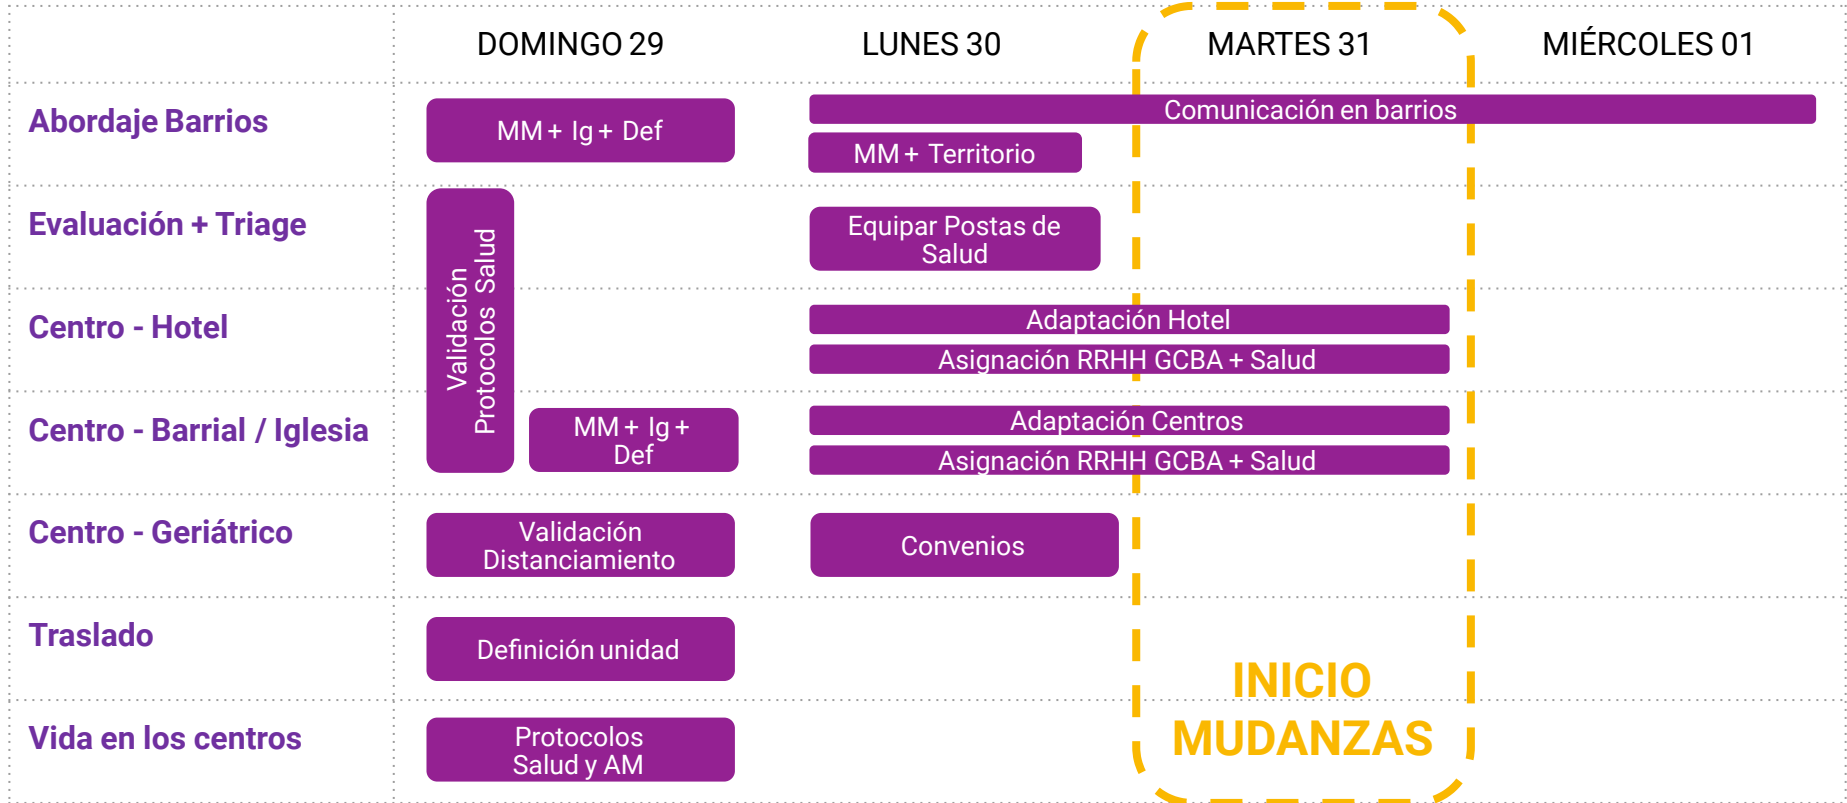 DOMINGO 29
LUNES 30
MARTES 31
MIÉRCOLES 01
Abordaje Barrios
MM + Ig + Def
Comunicación en barrios
MM + Territorio
Evaluación + Triage
Validación
Protocolos Salud
Equipar Postas de
Salud
Centro - Hotel
Adaptación Hotel
Asignación RRHH GCBA + Salud
Centro - Barrial / Iglesia
MM + Ig +
Def
Adaptación Centros
Asignación RRHH GCBA + Salud
Centro - Geriátrico
Validación
Distanciamiento
Convenios
Traslado
Definición unidad
Vida en los centros
Protocolos
Salud y AM
INICIO
MUDANZAS